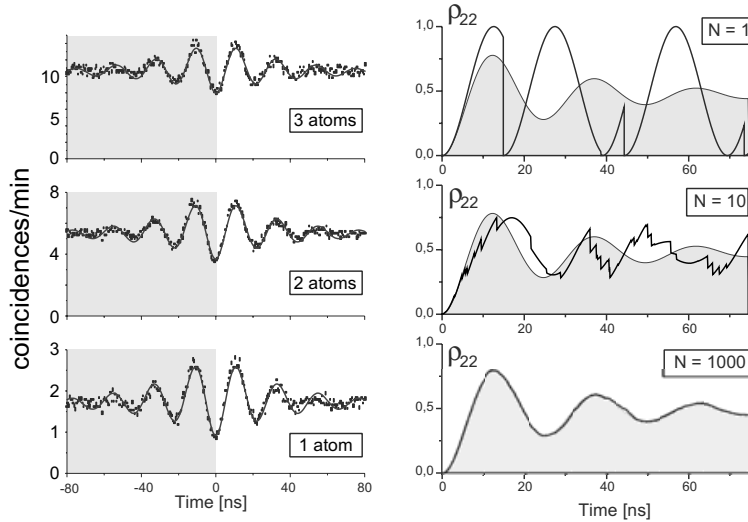 coincidences/min
10
5
0
3 atoms
8
6
4
2 atoms
3
2
1
0
1 atom
-80 -40 0 40 80
Time [ns]
1,0
0,5
0,0
ρ22
N = 1
0 20 40 60
1,0
0,5
0,0
ρ22
N = 10
0 20 40 60
1,0
0,5
0,0
ρ22
N = 1000
0 20 40 60
Time [ns]